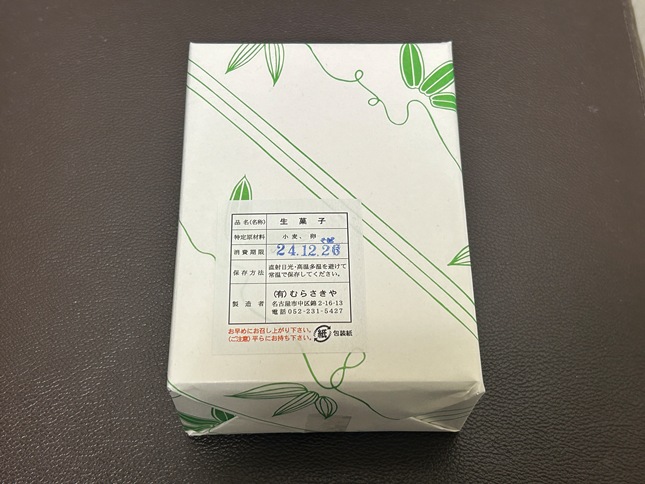 品名(名称) 生菓子
特定原材料 小麦、卵
そば
消費期限 24.12.26
保存方法 直射日光・高温多湿を避けて
常温で保存してください。
製造者 (有)むらさきや
名古屋市中区錦2-16-13
電話052-231-5427
お早めにお召し上がり下さい。
(ご注意)平らにお持ち下さい。
紙 包装紙